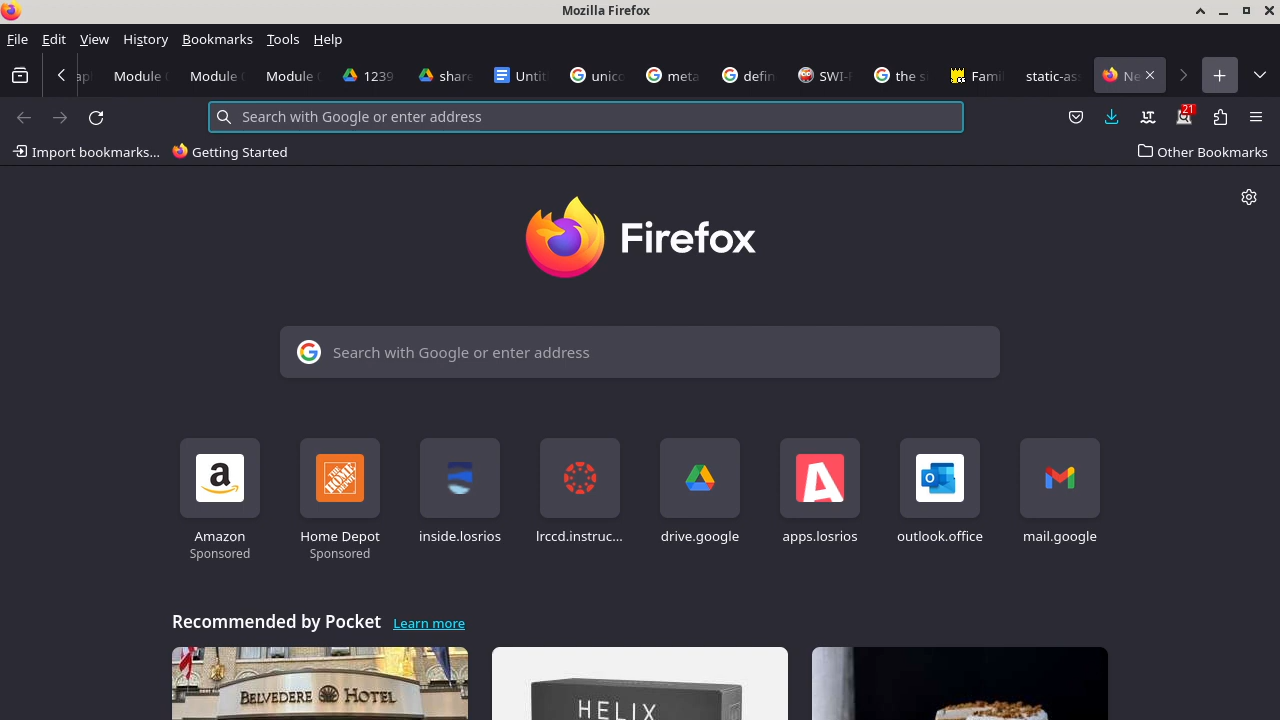 Mozilla Firefox
File Edit View History Bookmarks Tools Help
Module Module Module 1239 share Untit unico meta defin SWI- the s Famil static-as Ne
Search with Google or enter address
21
Import bookmarks... Getting Started Other Bookmarks
Firefox
Search with Google or enter address
Amazon Home Depot inside.losrios lrccd.instruc... drive.google apps.losrios outlook.office mail.google
Sponsored Sponsored
Recommended by Pocket Learn more
BELVEDERE HOTEL
HELIX